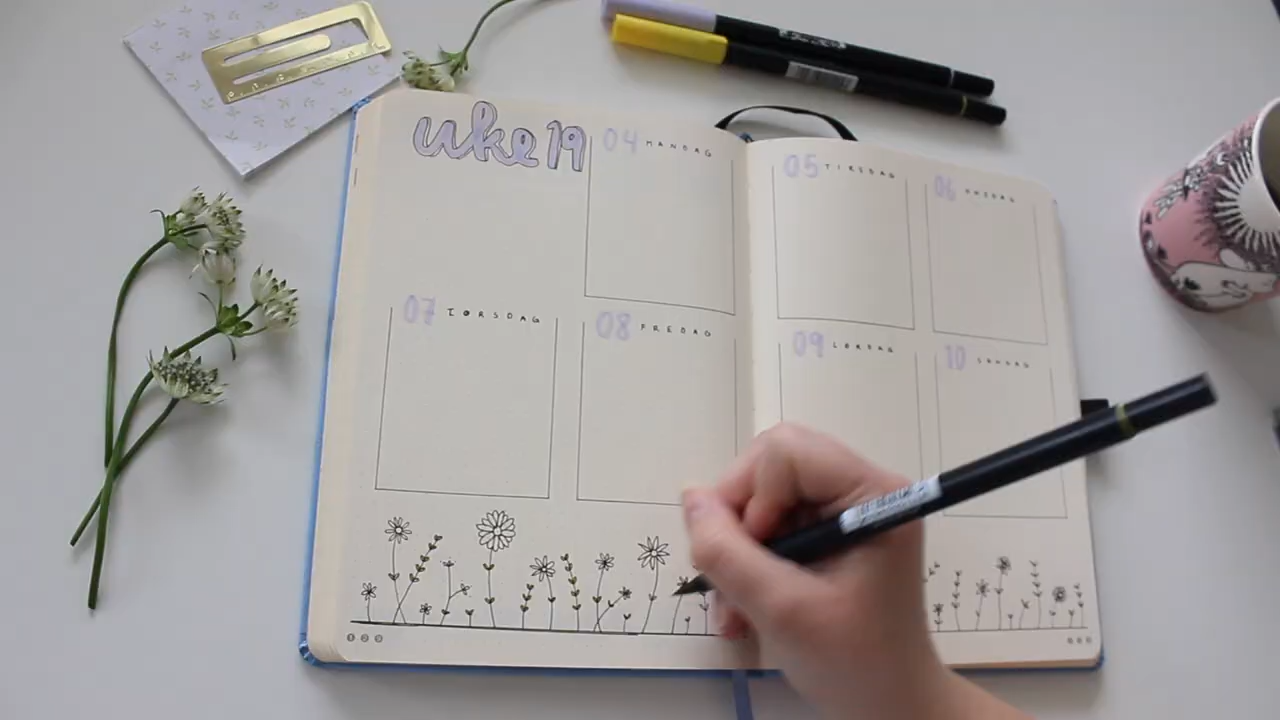 uke 19
04 MANDAG
05 TIRSDAG
06 ONSDAG
07 TORSDAG
08 FREDAG
09 LØRDAG
10 SØNDAG